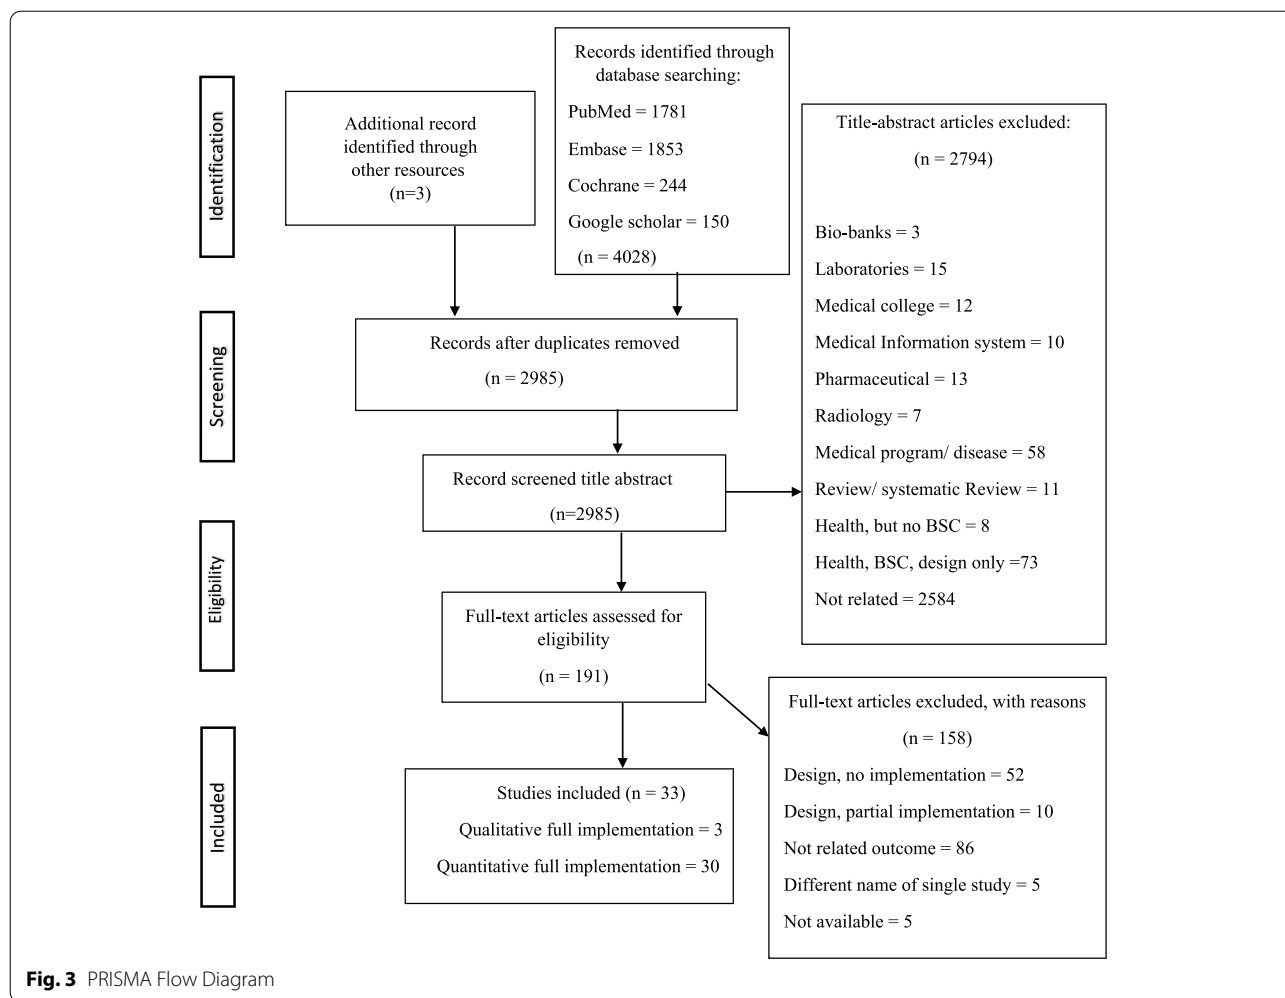 Identification
Additional record
identified through
other resources
(n=3)
Records identified through
database searching:
PubMed = 1781
Embase = 1853
Cochrane = 244
Google scholar = 150
(n = 4028)
Title-abstract articles excluded:
(n = 2794)
Bio-banks = 3
Laboratories = 15
Medical college = 12
Medical Information system = 10
Pharmaceutical = 13
Radiology = 7
Medical program/ disease = 58
Review/ systematic Review = 11
Health, but no BSC = 8
Health, BSC, design only =73
Not related = 2584
Screening
Records after duplicates removed
(n = 2985)
Record screened title abstract
(n=2985)
Eligibility
Full-text articles assessed for
eligibility
(n = 191)
Full-text articles excluded, with reasons
(n = 158)
Design, no implementation = 52
Design, partial implementation = 10
Not related outcome = 86
Different name of single study = 5
Not available = 5
Included
Studies included (n = 33)
Qualitative full implementation = 3
Quantitative full implementation = 30
Fig. 3 PRISMA Flow Diagram